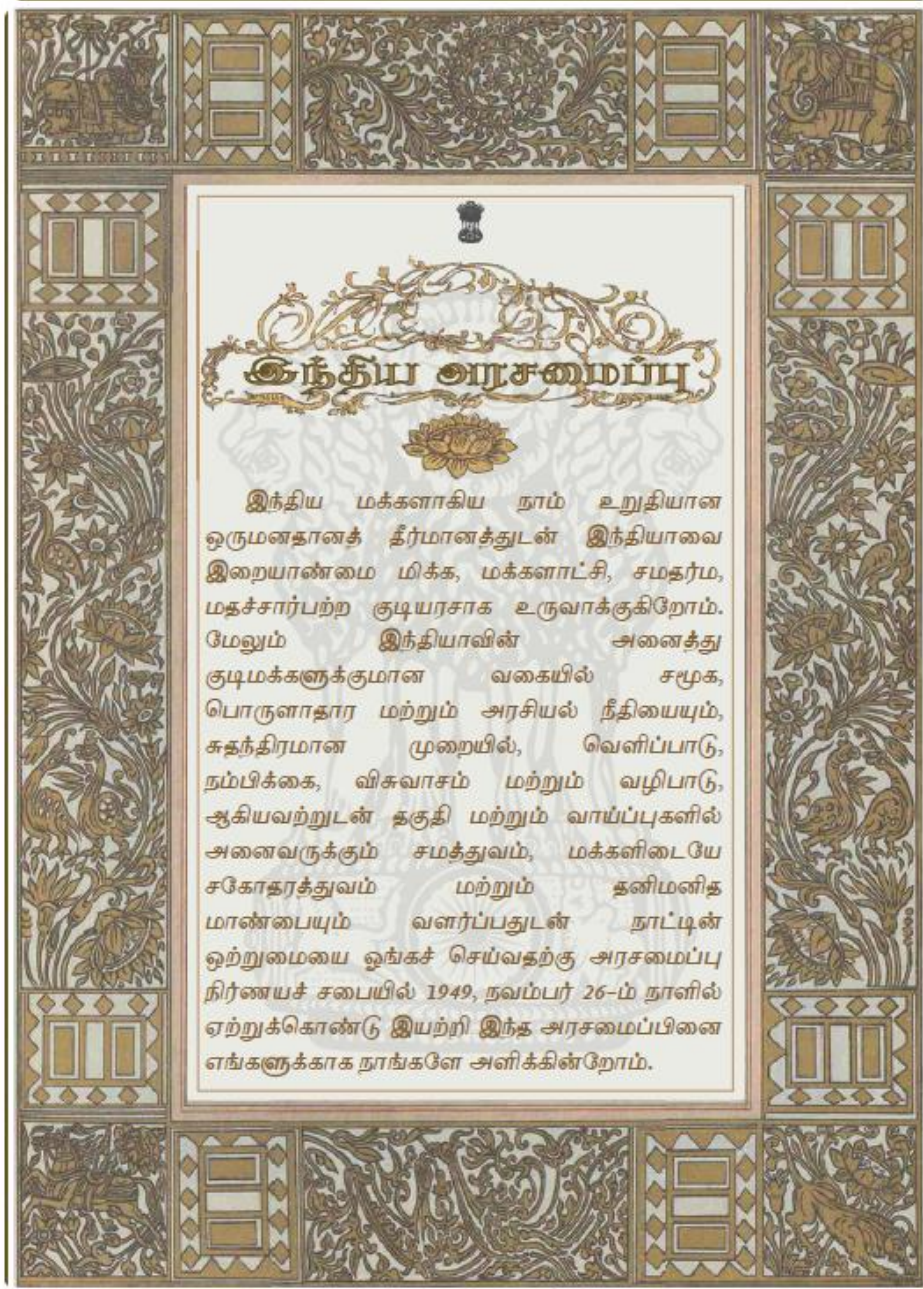 இந்திய அரசமைப்பு
இந்திய மக்களாகிய நாம் உறுதியான
ஒருமனதானத் தீர்மானத்துடன் இந்தியாவை
இறையாண்மை மிக்க, மக்களாட்சி, சமதர்ம,
மதச்சார்பற்ற குடியரசாக உருவாக்குகிறோம்.
மேலும் இந்தியாவின் அனைத்து
குடிமக்களுக்குமான வகையில் சமூக,
பொருளாதார மற்றும் அரசியல் நீதியையும்,
சுதந்திரமான முறையில், வெளிப்பாடு,
நம்பிக்கை, விசுவாசம் மற்றும் வழிபாடு,
ஆகியவற்றுடன் தகுதி மற்றும் வாய்ப்புகளில்
அனைவருக்கும் சமத்துவம், மக்களிடையே
சகோதரத்துவம் மற்றும் தனிமனித
மாண்பையும் வளர்ப்பதுடன் நாட்டின்
ஒற்றுமையை ஓங்கச் செய்வதற்கு அரசமைப்பு
நிர்ணயச் சபையில் 1949, நவம்பர் 26-ம் நாளில்
ஏற்றுக்கொண்டு இயற்றி இந்த அரசமைப்பினை
எங்களுக்காக நாங்களே அளிக்கின்றோம்.